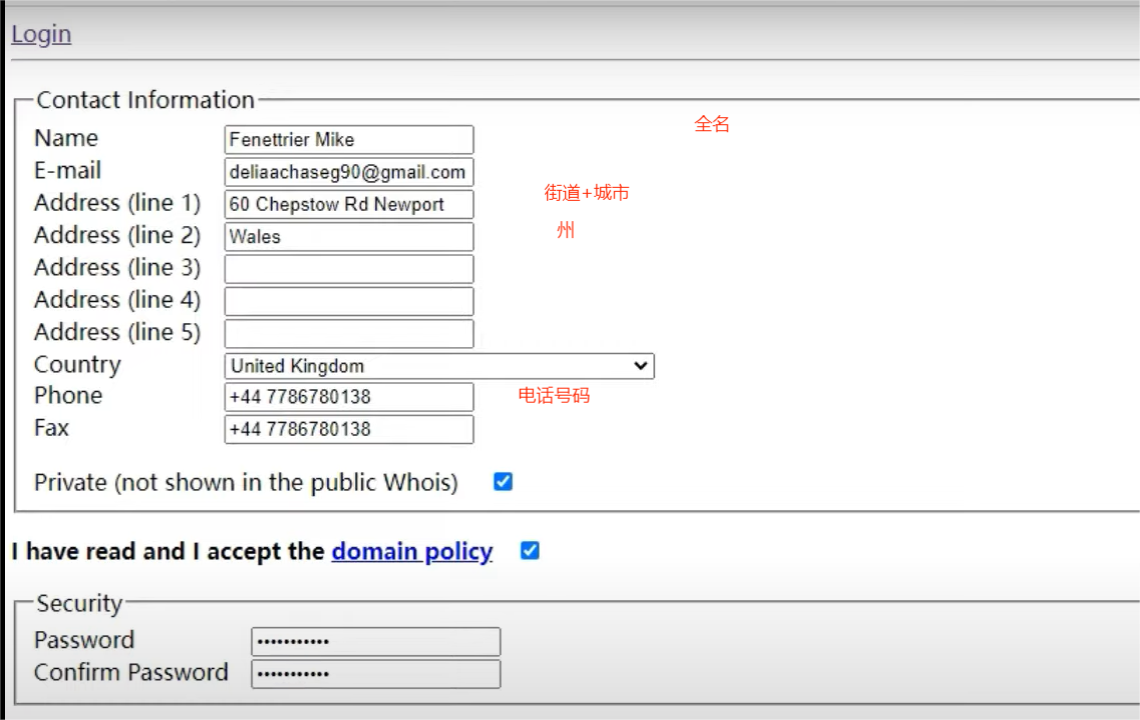 Login
Contact Information
全名
Name Fenettrier Mike
E-mail deliaachaseg90@gmail.com
街道+城市
Address (line 1) 60 Chepstow Rd Newport
州
Address (line 2) Wales
Address (line 3)
Address (line 4)
Address (line 5)
Country United Kingdom
Phone +44 7786780138 电话号码
Fax +44 7786780138
Private (not shown in the public Whois)
I have read and I accept the domain policy
Security
Password •••••••••••
Confirm Password •••••••••••